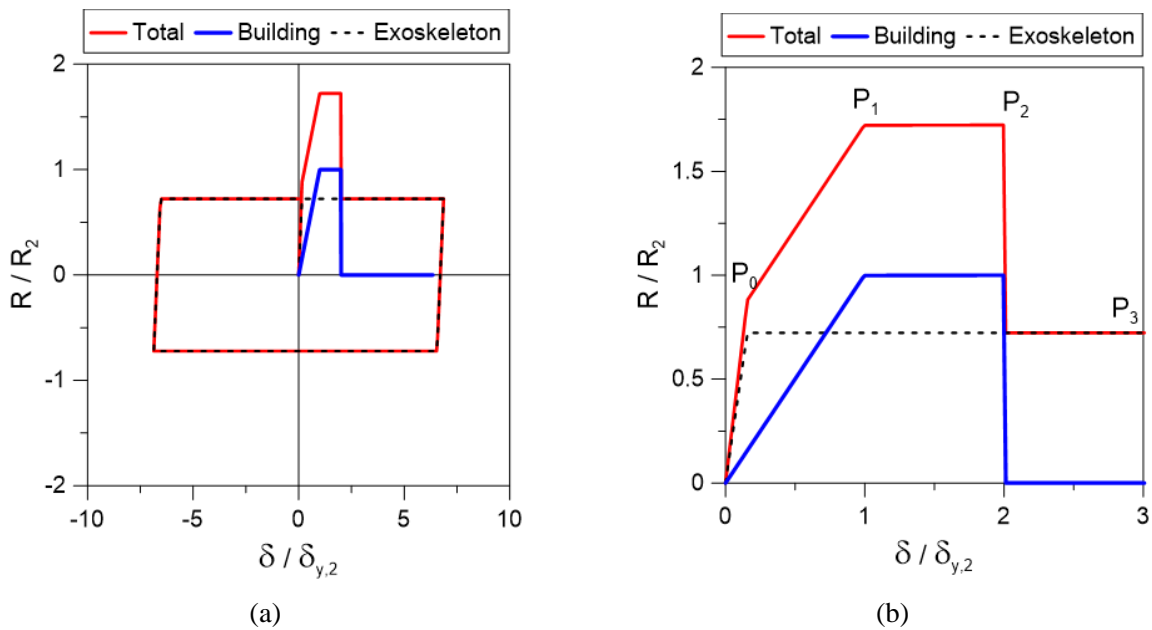 Total Building Exoskeleton
2
1
0
-1
-2
-10 -5 0 5 10
R / R2
δ / δy,2
(a)
Total Building Exoskeleton
2
1.5
1
0.5
0
0 1 2 3
P0
P1
P2
P3
R / R2
δ / δy,2
(b)